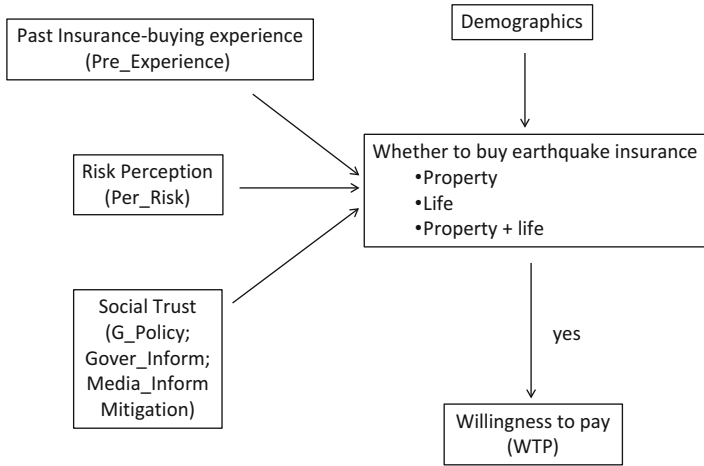 Past Insurance-buying experience
(Pre_Experience)
Demographics
Risk Perception
(Per_Risk)
Whether to buy earthquake insurance
•Property
•Life
•Property + life
Social Trust
(G_Policy;
Gover_Inform;
Media_Inform
Mitigation)
yes
Willingness to pay
(WTP)